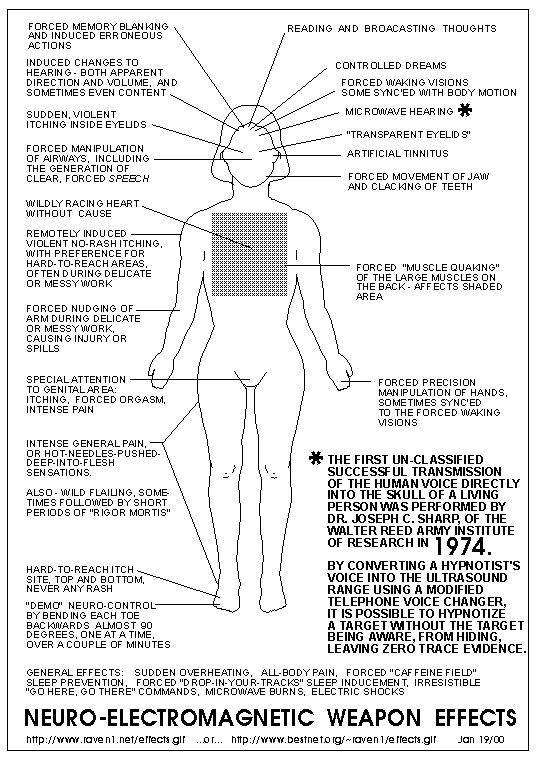 FORCED MEMORY BLANKING
AND INDUCED ERRONEOUS
ACTIONS
INDUCED CHANGES TO
HEARING - BOTH APPARENT
DIRECTION AND VOLUME, AND
SOMETIMES EVEN CONTENT
SUDDEN, VIOLENT
ITCHING INSIDE EYELIDS
FORCED MANIPULATION
OF AIRWAYS, INCLUDING
THE GENERATION OF
CLEAR, FORCED SPEECH
WILDLY RACING HEART
WITHOUT CAUSE
REMOTELY INDUCED
VIOLENT NO-RASH ITCHING,
WITH PREFERENCE FOR
HARD-TO-REACH AREAS,
OFTEN DURING DELICATE
OR MESSY WORK
FORCED NUDGING OF
ARM DURING DELICATE
OR MESSY WORK,
CAUSING INJURY OR
SPILLS
SPECIAL ATTENTION
TO GENITAL AREA:
ITCHING, FORCED ORGASM,
INTENSE PAIN
INTENSE GENERAL PAIN,
OR HOT-NEEDLES-PUSHED-
DEEP-INTO-FLESH
SENSATIONS.
ALSO - WILD FLAILING, SOME-
TIMES FOLLOWED BY SHORT
PERIODS OF "RIGOR MORTIS"
HARD-TO-REACH ITCH
SITE, TOP AND BOTTOM,
NEVER ANY RASH
"DEMO" NEURO-CONTROL
BY BENDING EACH TOE
BACKWARDS ALMOST 90
DEGREES, ONE AT A TIME,
OVER A COUPLE OF MINUTES
READING AND BROACASTING THOUGHTS
CONTROLLED DREAMS
FORCED WAKING VISIONS
SOME SYNC'ED WITH BODY MOTION
MICROWAVE HEARING *
"TRANSPARENT EYELIDS"
ARTIFICIAL TINNITUS
FORCED MOVEMENT OF JAW
AND CLACKING OF TEETH
FORCED "MUSCLE QUAKING"
OF THE LARGE MUSCLES ON
THE BACK - AFFECTS SHADED
AREA
FORCED PRECISION
MANIPULATION OF HANDS,
SOMETIMES SYNC'ED
TO THE FORCED WAKING
VISIONS
* THE FIRST UN-CLASSIFIED
SUCCESSFUL TRANSMISSION
OF THE HUMAN VOICE DIRECTLY
INTO THE SKULL OF A LIVING
PERSON WAS PERFORMED BY
DR. JOSEPH C. SHARP, OF THE
WALTER REED ARMY INSTITUTE
OF RESEARCH IN 1974.
BY CONVERTING A HYPNOTIST'S
VOICE INTO THE ULTRASOUND
RANGE USING A MODIFIED
TELEPHONE VOICE CHANGER,
IT IS POSSIBLE TO HYPNOTIZE
A TARGET WITHOUT THE TARGET
BEING AWARE, FROM HIDING,
LEAVING ZERO TRACE EVIDENCE.
GENERAL EFFECTS: SUDDEN OVERHEATING, ALL-BODY PAIN, FORCED "CAFFEINE FIELD"
SLEEP PREVENTION, FORCED "DROP-IN-YOUR-TRACKS" SLEEP INDUCEMENT, IRRESISTIBLE
"GO HERE, GO THERE" COMMANDS, MICROWAVE BURNS, ELECTRIC SHOCKS
NEURO-ELECTROMAGNETIC WEAPON EFFECTS
http://www.raven1.net/effects.gif ...or... http://www.bestnet.org/~raven1/effects.gif Jan 19/00